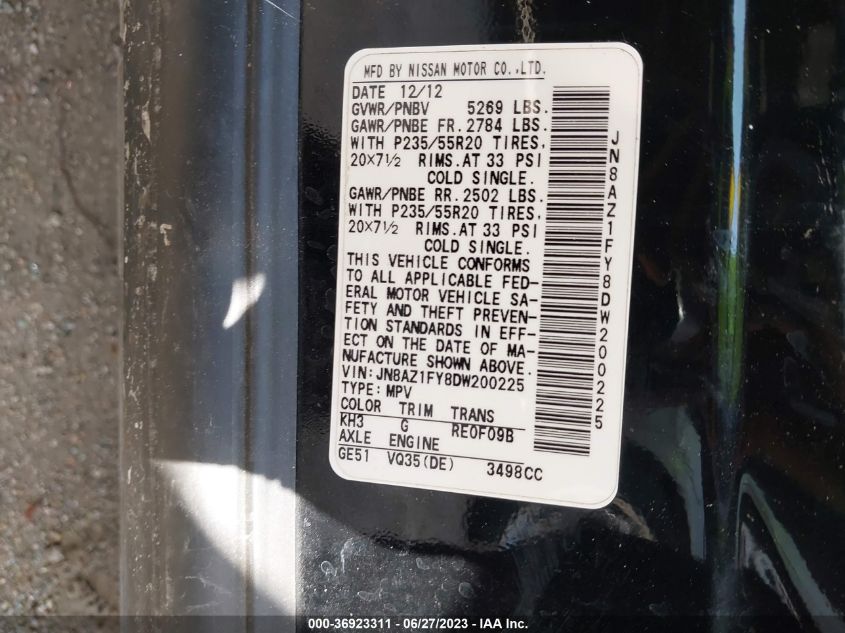 MFD BY NISSAN MOTOR CO.,LTD.
DATE 12/12
GVWR/PNBV 5269 LBS.
GAWR/PNBE FR. 2784 LBS.
WITH P235/55R20 TIRES,
20×7½ RIMS.AT 33 PSI
COLD SINGLE.
GAWR/PNBE RR. 2502 LBS.
WITH P235/55R20 TIRES,
20×7½ RIMS.AT 33 PSI
COLD SINGLE.
THIS VEHICLE CONFORMS
TO ALL APPLICABLE FED-
ERAL MOTOR VEHICLE SA-
FETY AND THEFT PREVEN-
TION STANDARDS IN EFF-
ECT ON THE DATE OF MA-
NUFACTURE SHOWN ABOVE.
VIN:JN8AZ1FY8DW200225
TYPE:MPV
COLOR TRIM TRANS
KH3 G RE0F09B
AXLE ENGINE
GE51 VQ35(DE) 3498CC
JN8AZ1FY8DW200225
000-36923311 - 06/27/2023 - IAA Inc.